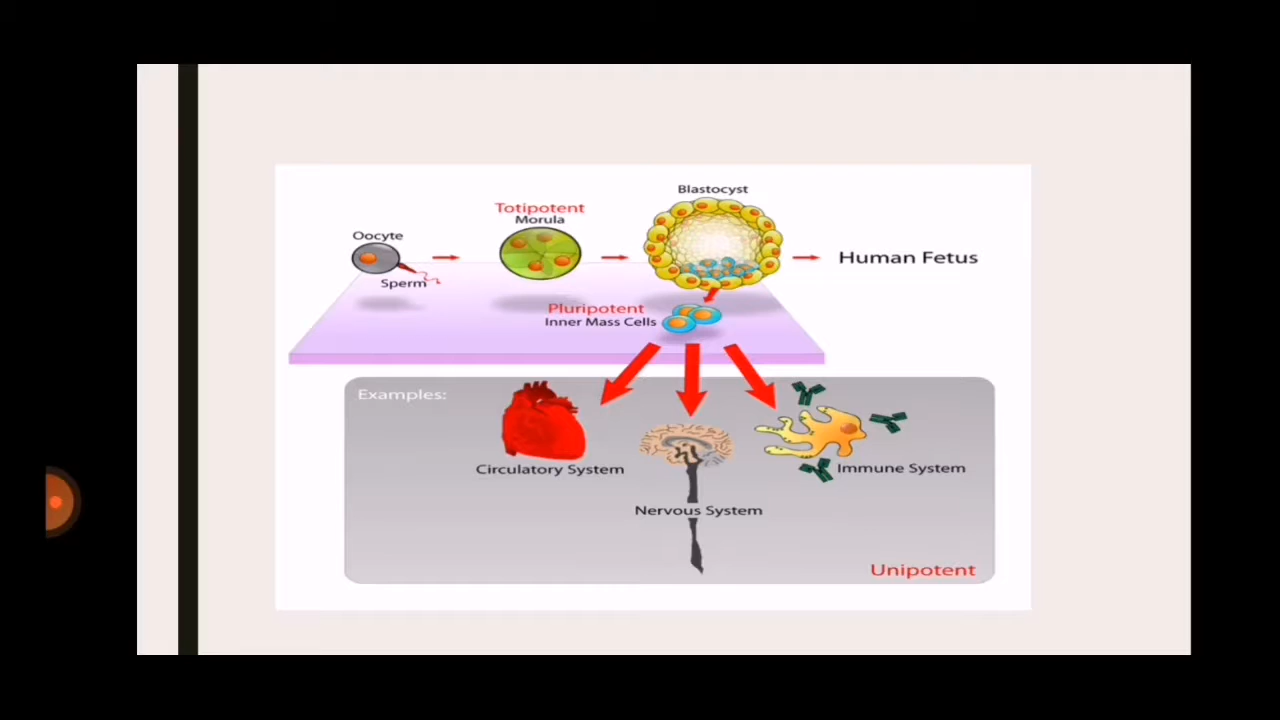 Blastocyst
Totipotent
Morula
Oocyte
Human Fetus
Sperm
Pluripotent
Inner Mass Cells
Examples:
Circulatory System
Immune System
Nervous System
Unipotent